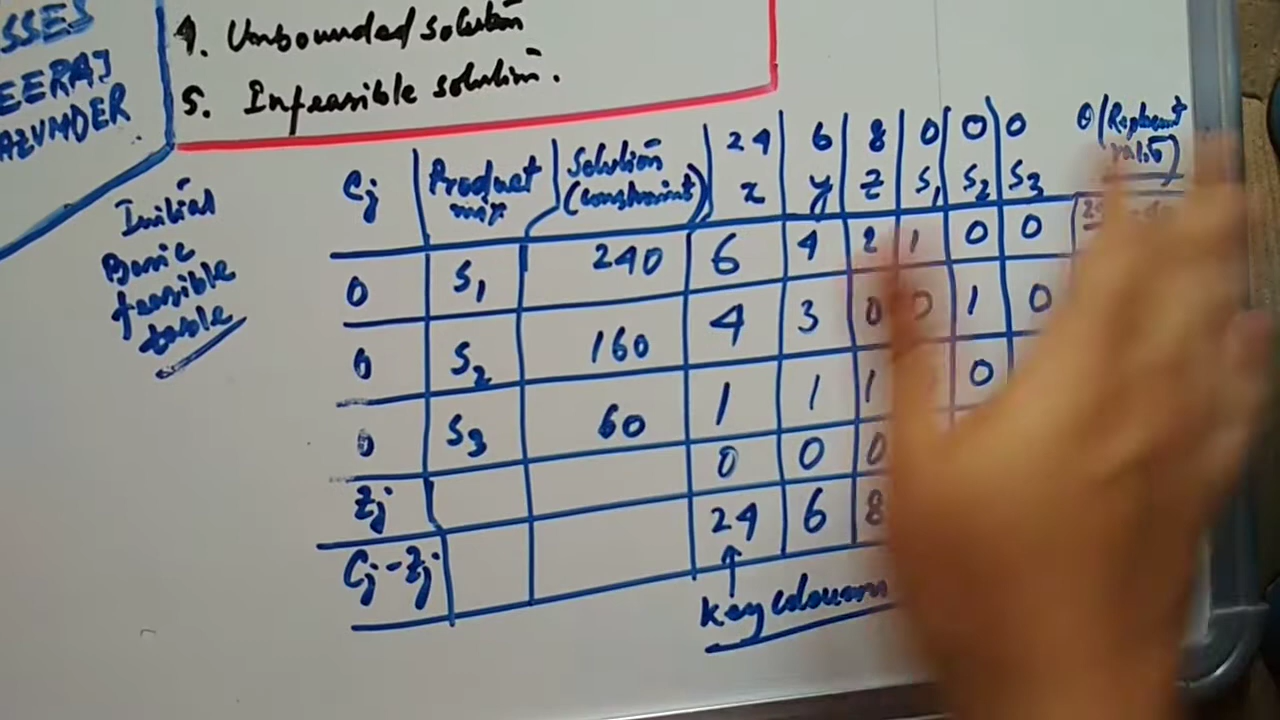 SSES
EERAJ
AZUMDER
4. Unbounded solution
5. Infeasible solution.
Initial
Basic
feasible
table
Cj Product mix Solution (constraint) 24 x 6 y 8 z 0 S1 0 S2 0 S3 θ (Replacement ratio)
0 S1 240 6 4 2 1 0 0
0 S2 160 4 3 0 0 1 0
0 S3 60 1 1 1 0
Zj 0 0 0
Cj-Zj 24 6 8
↑
Key column